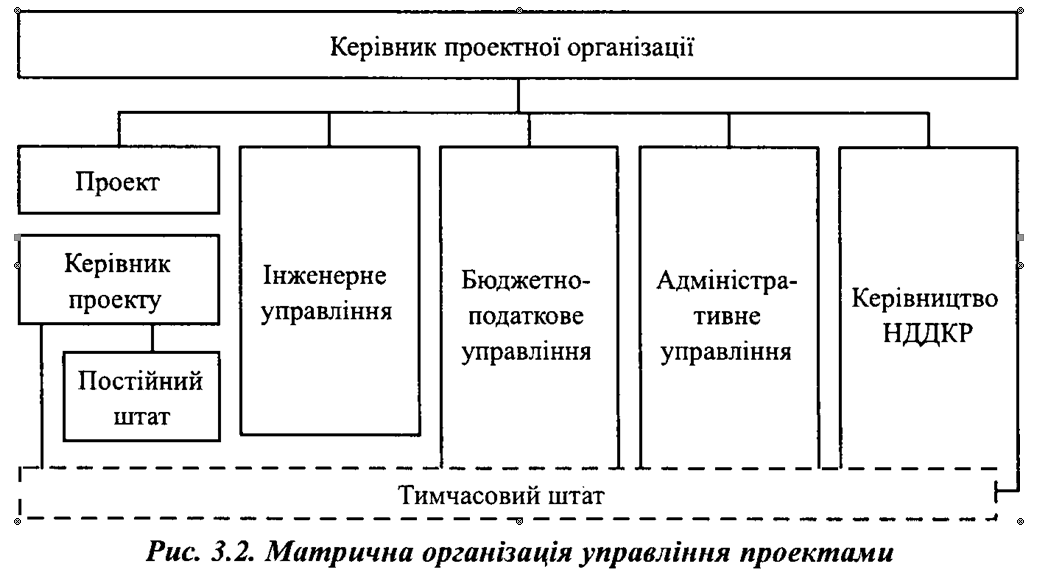 Керівник проектної організації
Проект
Керівник
проекту
Постійний
штат
Інженерне
управління
Бюджетно-
податкове
управління
Адміністра-
тивне
управління
Керівництво
НДДКР
Тимчасовий штат
Рис. 3.2. Матрична організація управління проектами